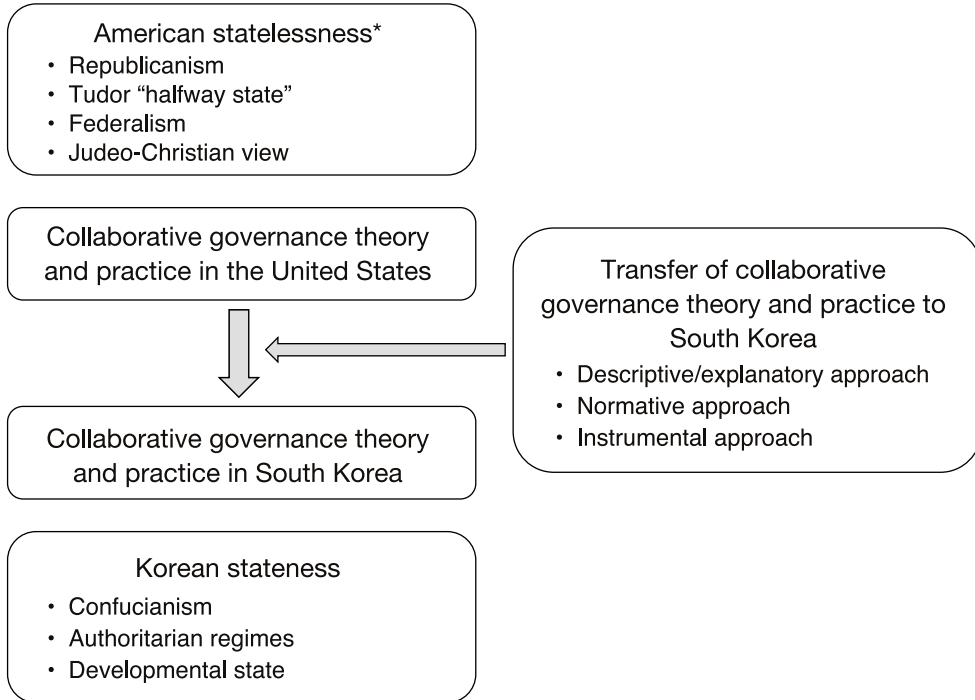 American statelessness*
• Republicanism
• Tudor “halfway state”
• Federalism
• Judeo-Christian view
Collaborative governance theory
and practice in the United States
Transfer of collaborative
governance theory and practice to
South Korea
• Descriptive/explanatory approach
• Normative approach
• Instrumental approach
Collaborative governance theory
and practice in South Korea
Korean stateness
• Confucianism
• Authoritarian regimes
• Developmental state